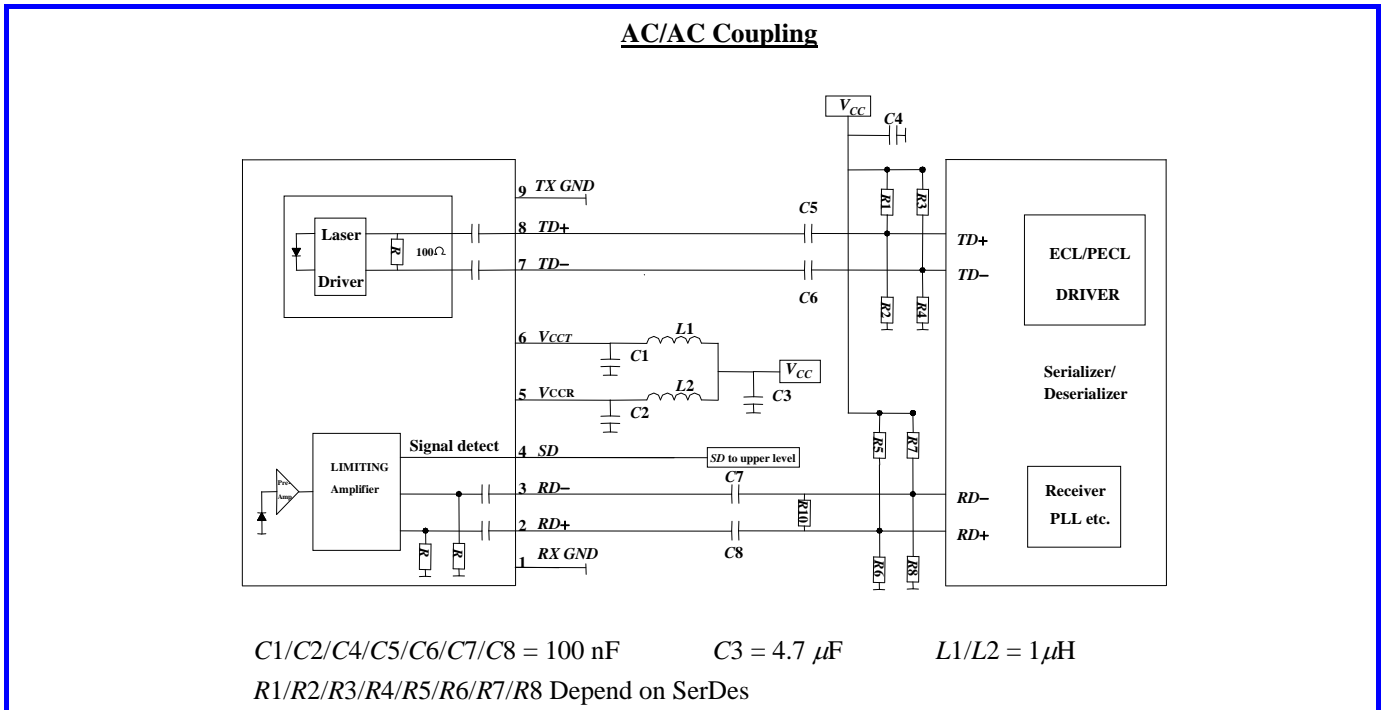 AC/AC Coupling
VCC
C4
9 TX GND
R1
R3
C5
Laser
8 TD+
TD+
R
100Ω
ECL/PECL
7 TD−
TD−
Driver
DRIVER
C6
R2
R4
6 VCCT
L1
C1
VCC
Serializer/
L2
5 VCCR
C3
Deserializer
C2
R5
R7
Signal detect
4 SD
SD to upper level
LIMITING
Pre-
Amplifier
Amp
C7
3 RD−
RD−
Receiver
R10
PLL etc.
2 RD+
RD+
C8
R
R
1 RX GND
R6
R8
C1/C2/C4/C5/C6/C7/C8 = 100 nF C3 = 4.7 μF L1/L2 = 1μH
R1/R2/R3/R4/R5/R6/R7/R8 Depend on SerDes